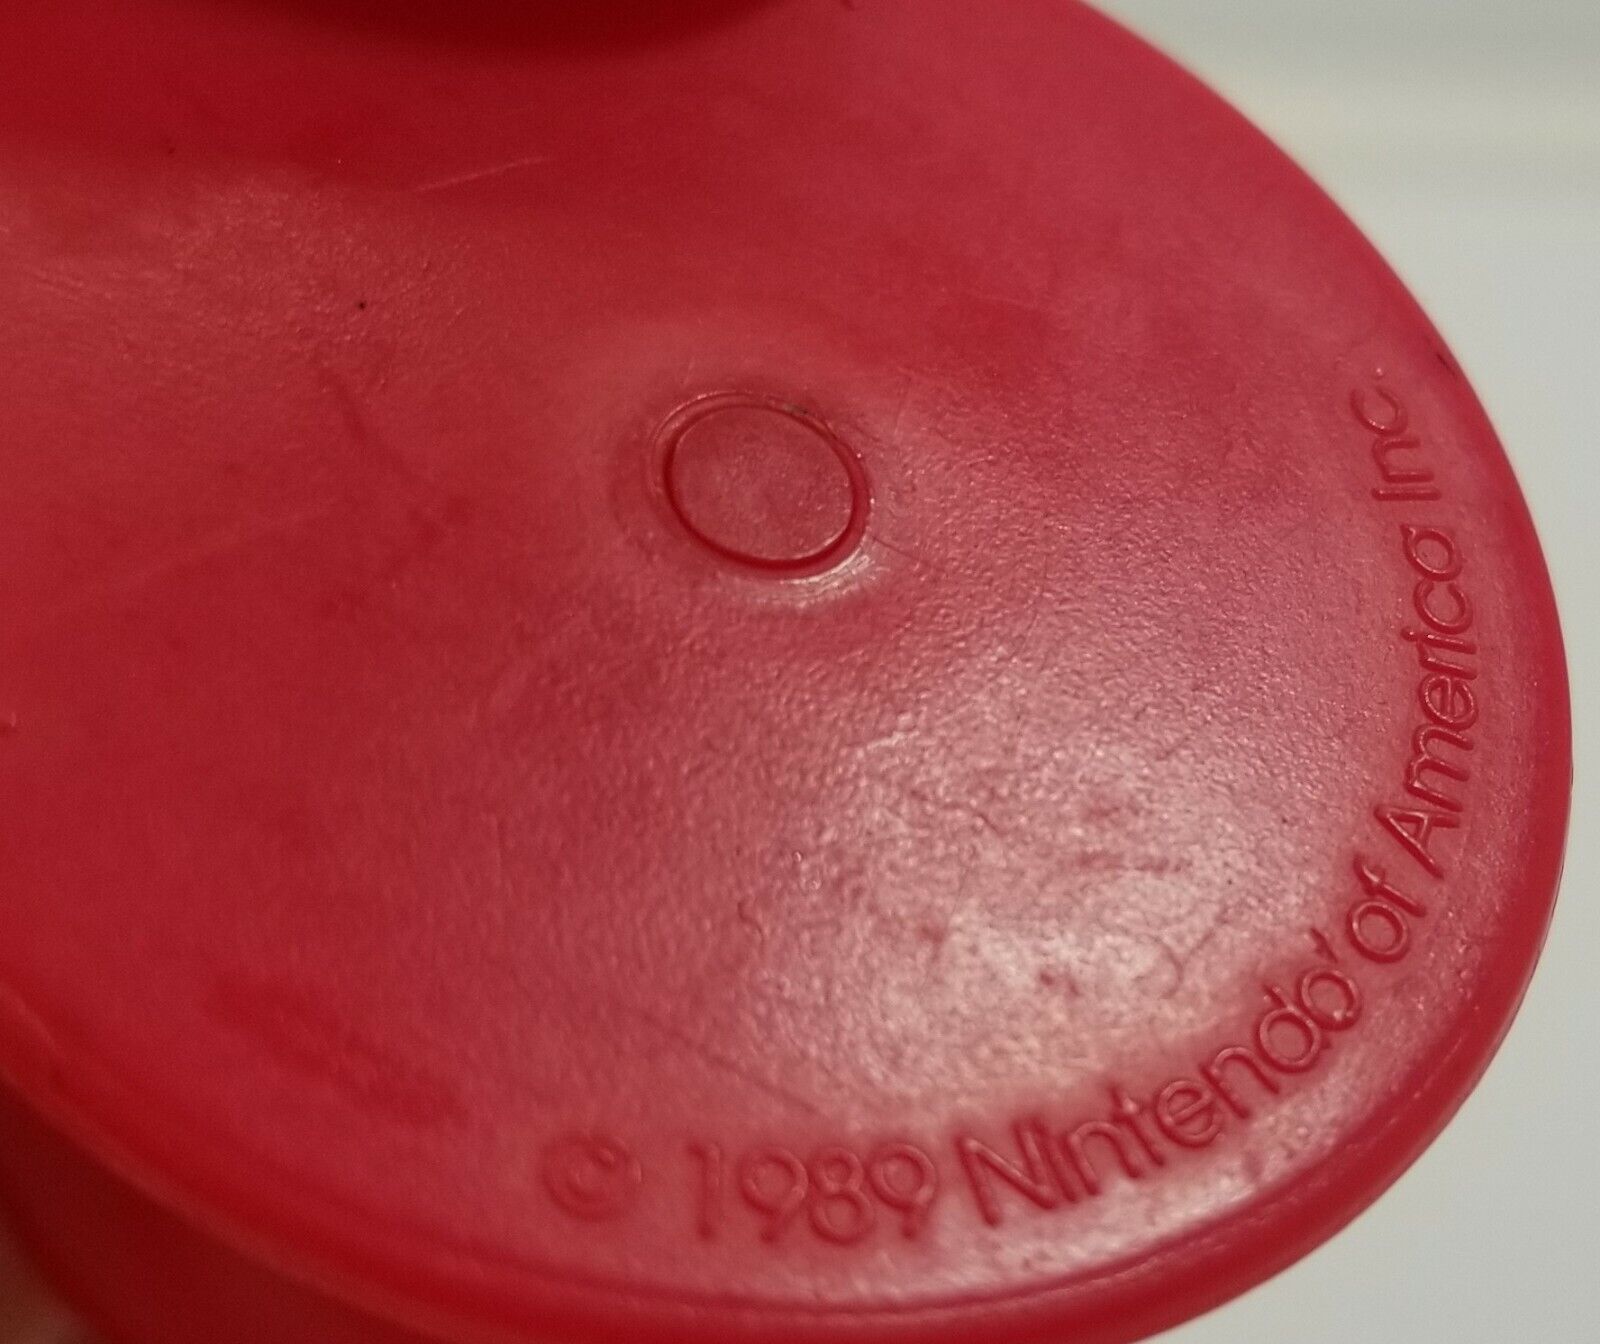 © 1989 Nintendo' of America Inc.